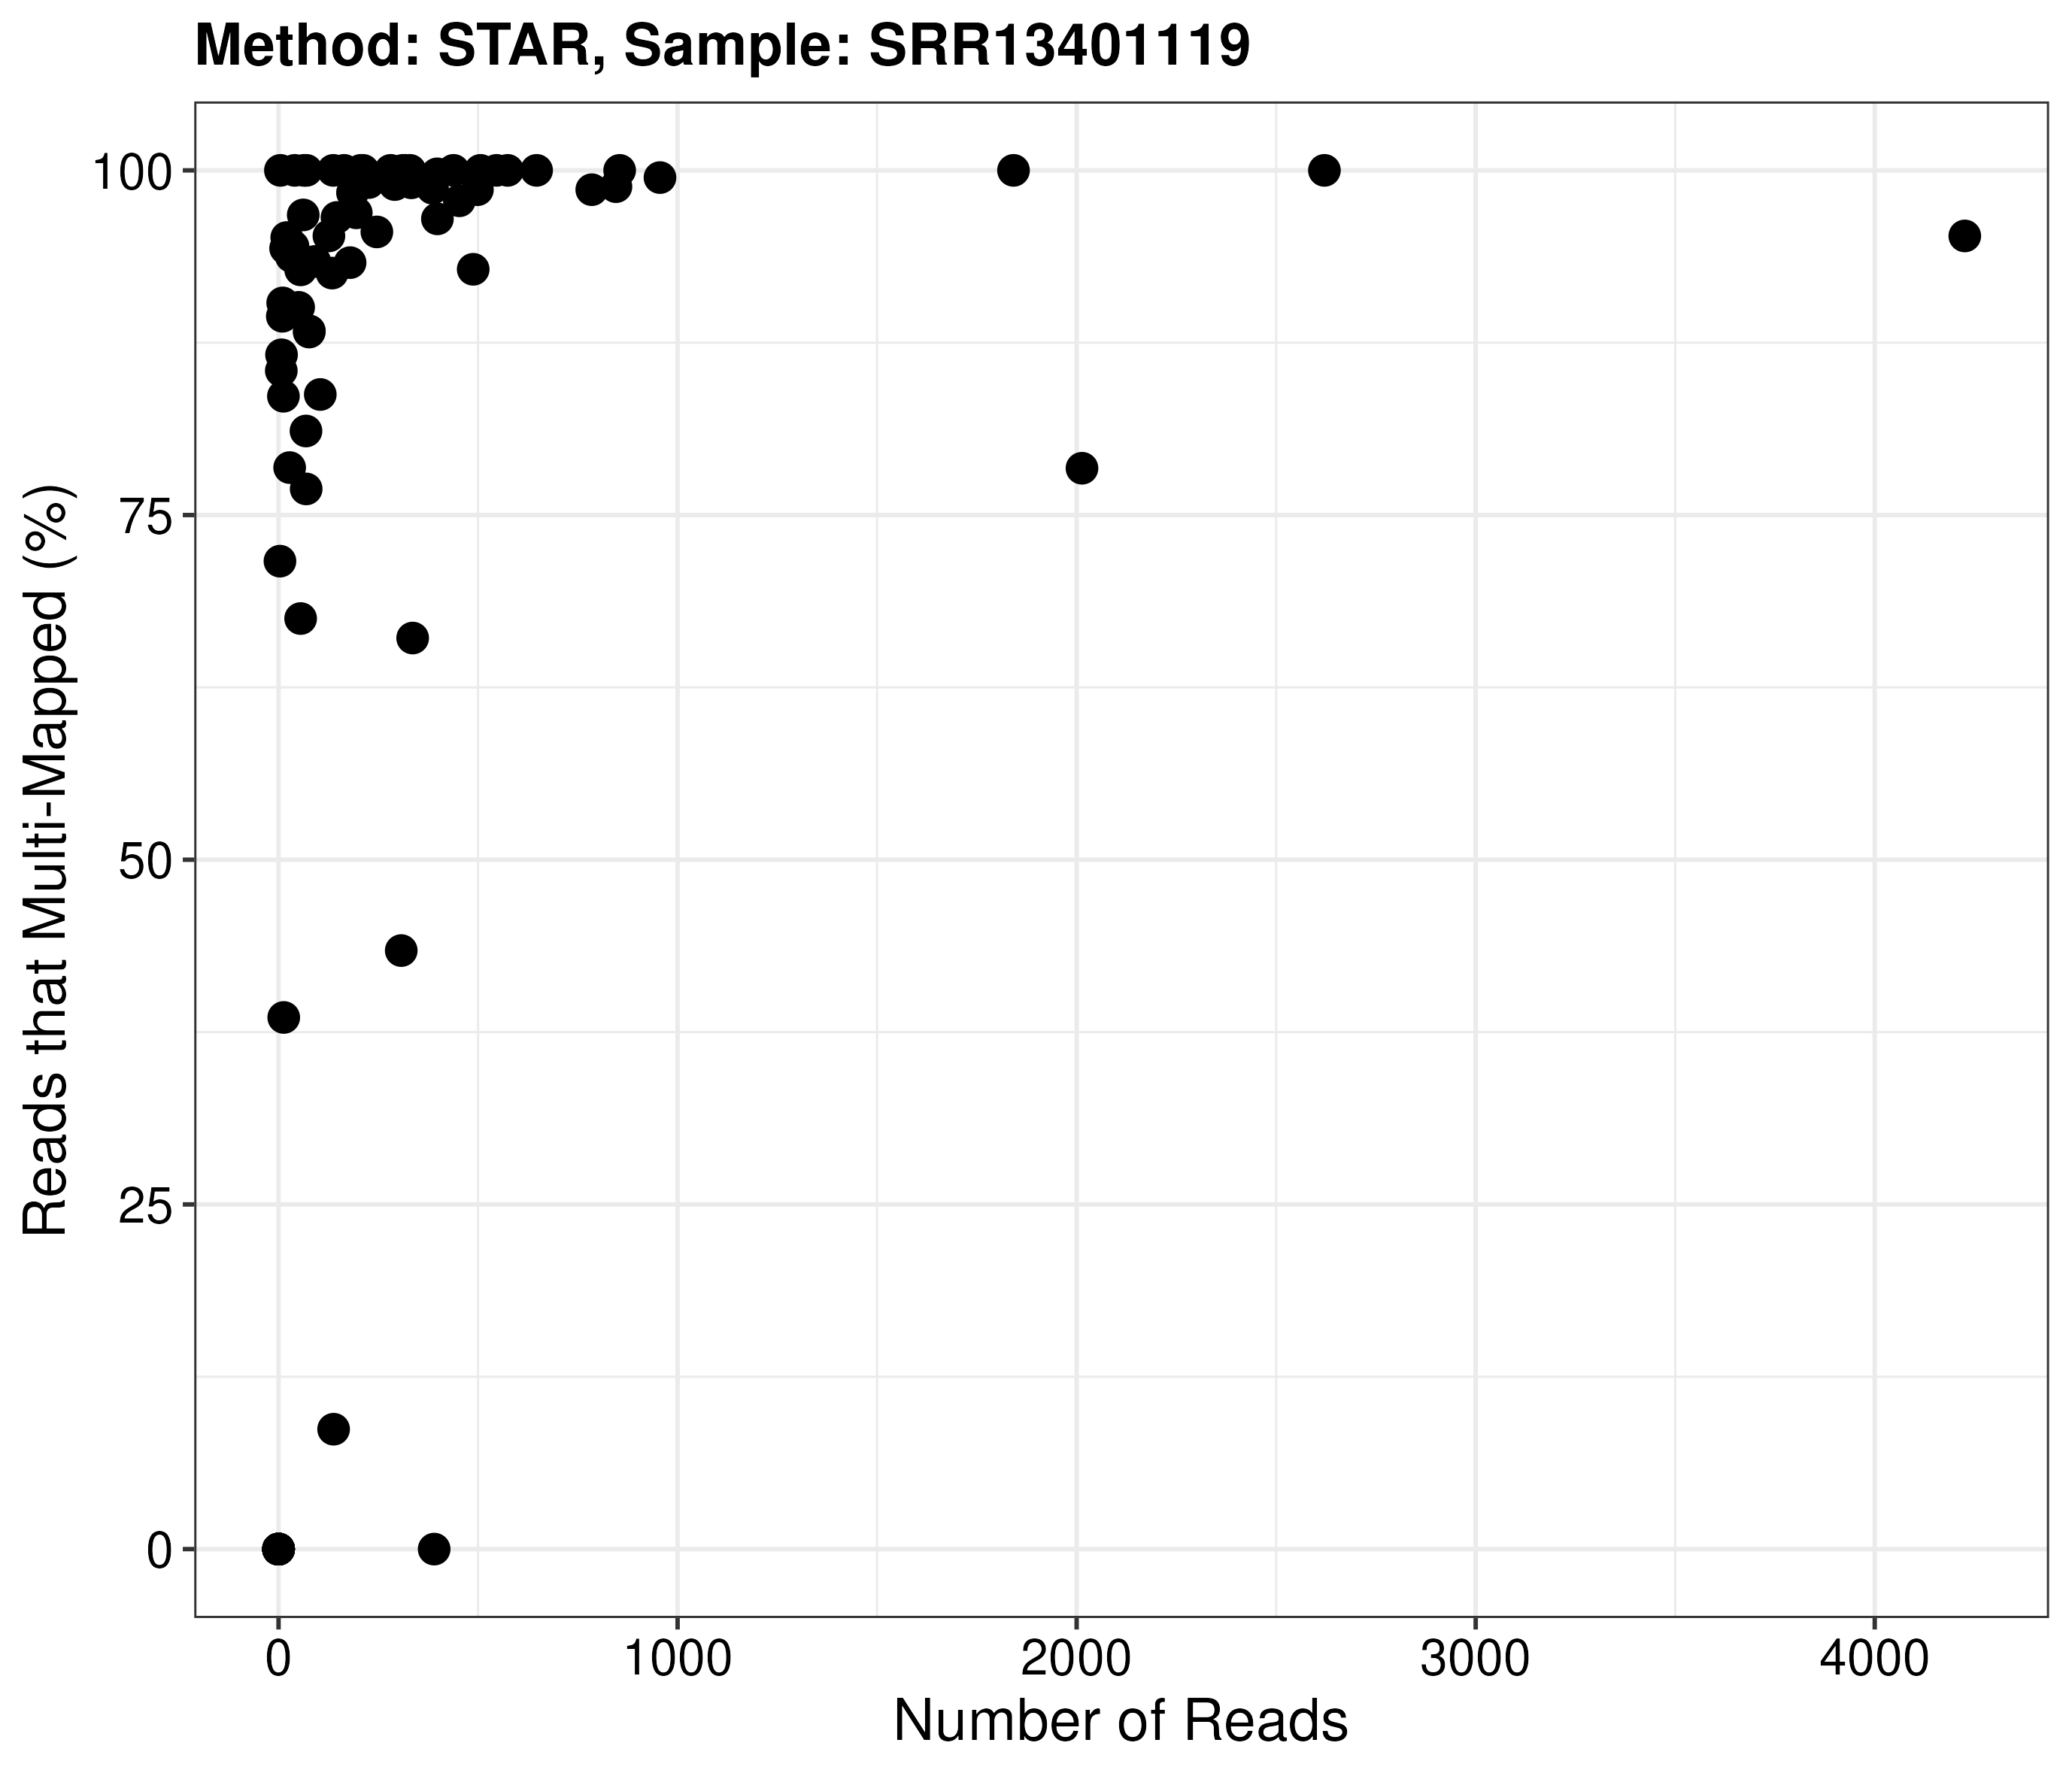 Method: STAR, Sample: SRR13401119
Reads that Multi-Mapped (%)
100
75
50
25
0
0 1000 2000 3000 4000
Number of Reads